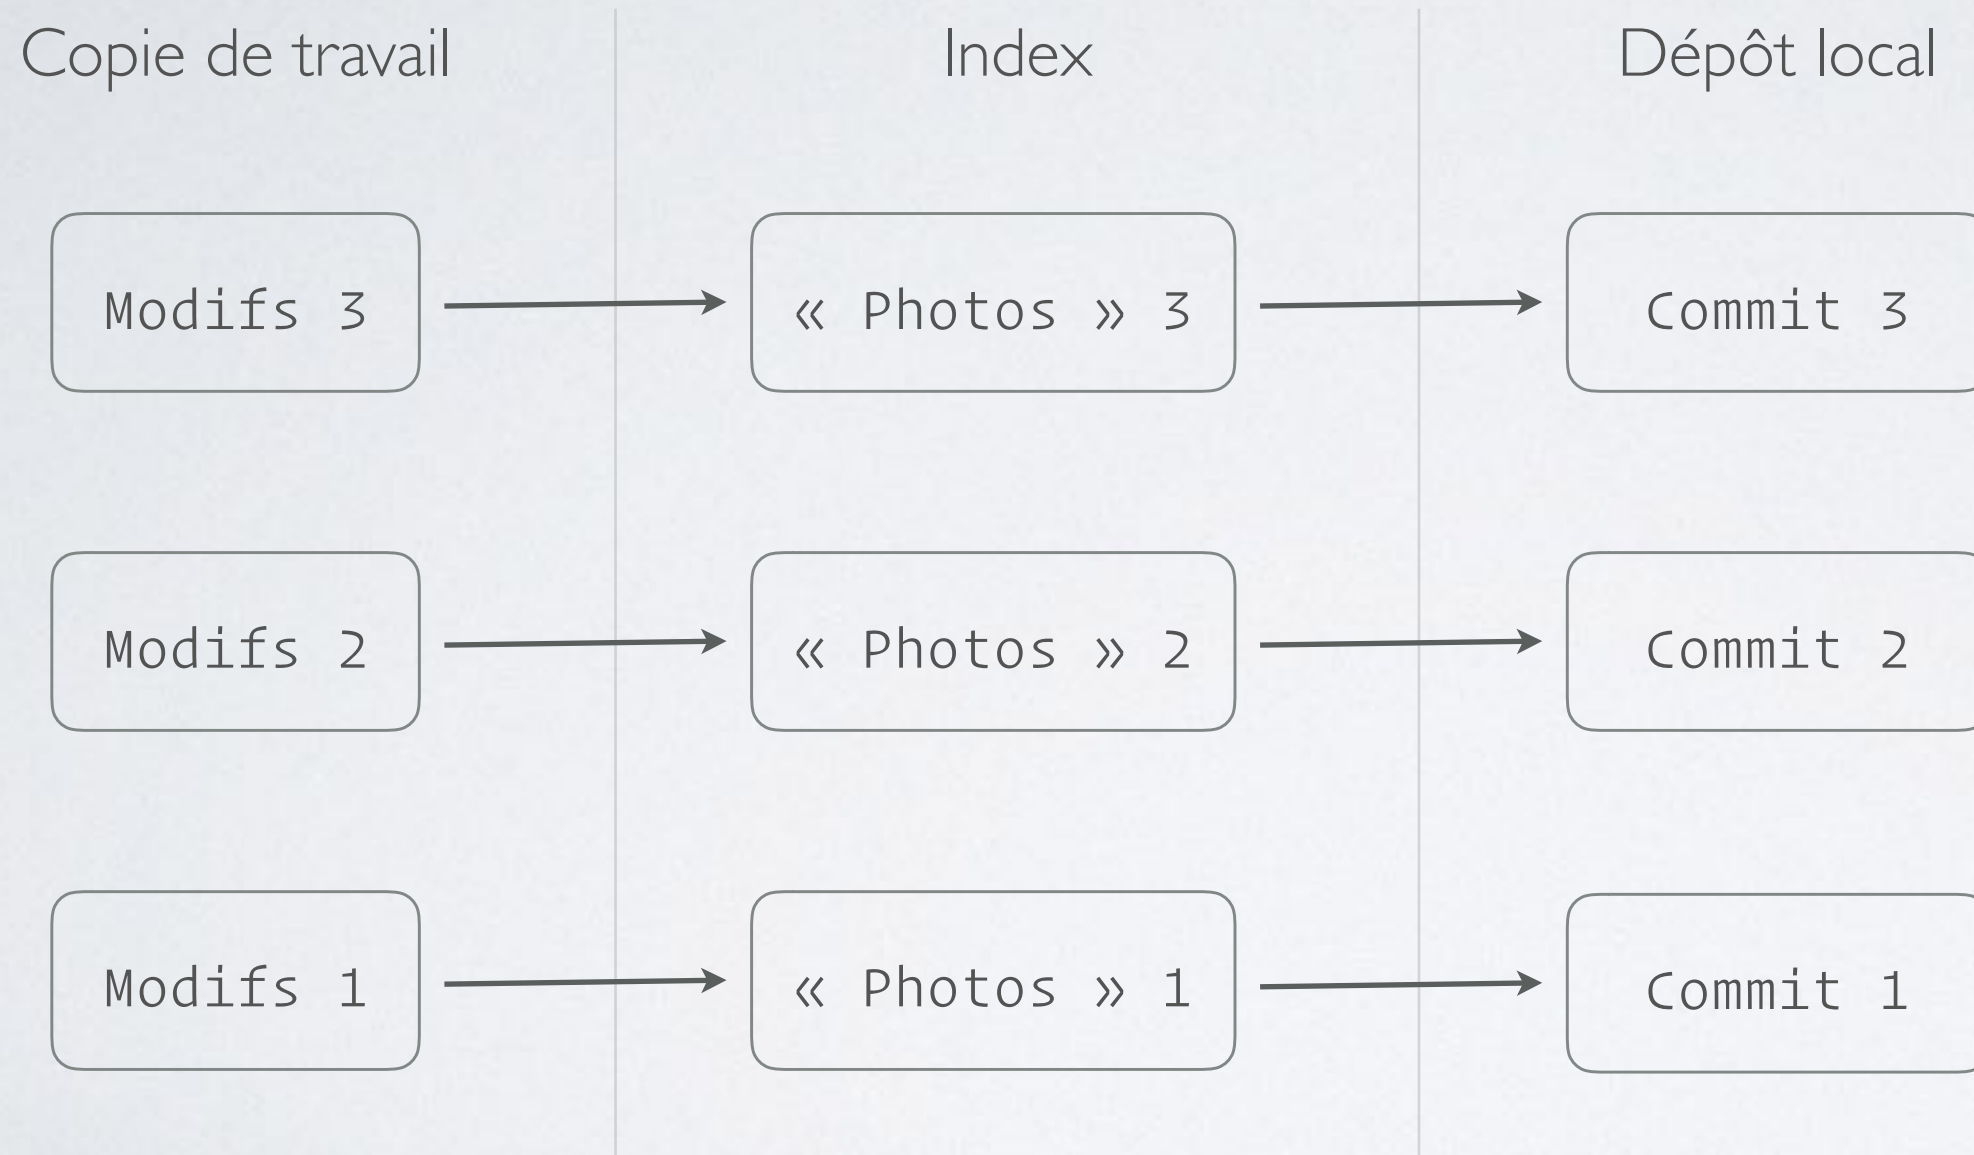 Copie de travail
Index
Dépôt local
Modifs 3
« Photos » 3
Commit 3
Modifs 2
« Photos » 2
Commit 2
Modifs 1
« Photos » 1
Commit 1